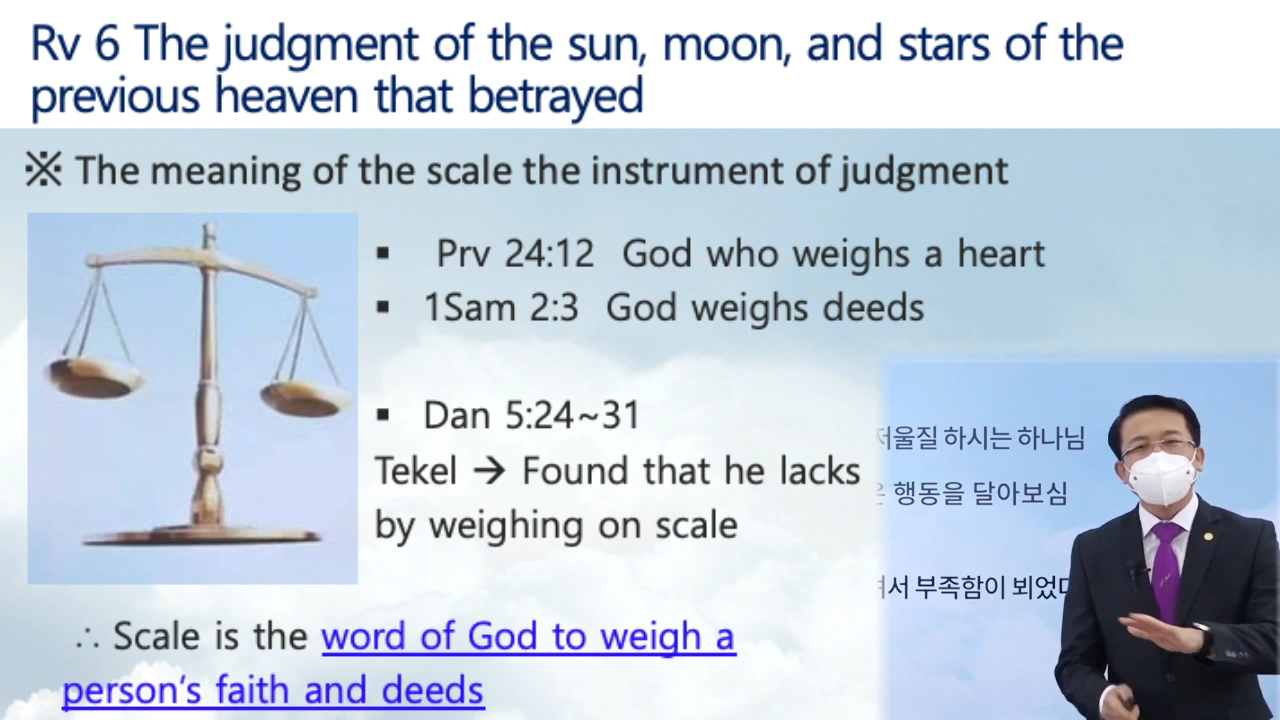 Rv 6 The judgment of the sun, moon, and stars of the
previous heaven that betrayed
※ The meaning of the scale the instrument of judgment
▪ Prv 24:12 God who weighs a heart
▪ 1Sam 2:3 God weighs deeds
▪ Dan 5:24~31
Tekel → Found that he lacks
by weighing on scale
∴ Scale is the word of God to weigh a
person's faith and deeds
하시는 하나님
행동을 달아보심
부족함이